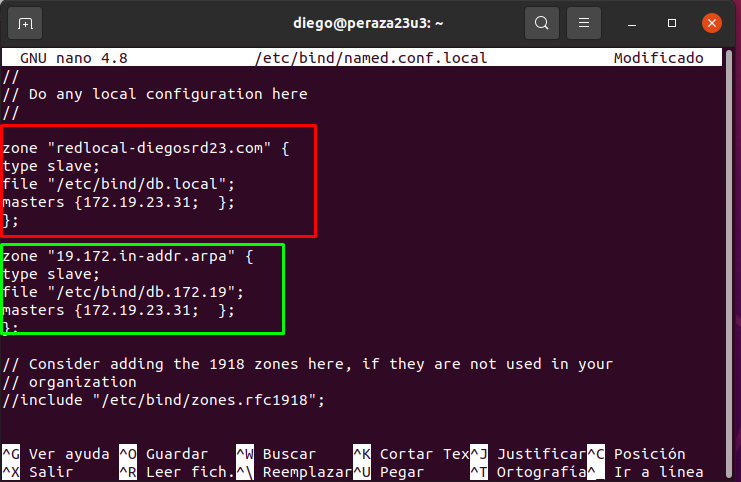 diego@peraza23u3: ~
GNU nano 4.8 /etc/bind/named.conf.local Modificado
//
// Do any local configuration here
//
zone "redlocal-diegosrd23.com" {
type slave;
file "/etc/bind/db.local";
masters {172.19.23.31;  };
};
zone "19.172.in-addr.arpa" {
type slave;
file "/etc/bind/db.172.19";
masters {172.19.23.31;  };
};
// Consider adding the 1918 zones here, if they are not used in your
// organization
//include "/etc/bind/zones.rfc1918";
^G Ver ayuda ^O Guardar ^W Buscar ^K Cortar Tex^J Justificar^C Posición
^X Salir ^R Leer fich.^\ Reemplazar^U Pegar ^T Ortografía^_ Ir a línea